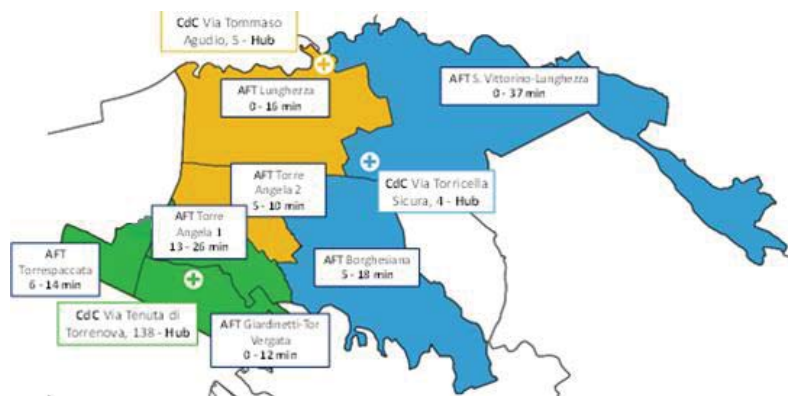 CdC Via Tommaso
Agudio, 5 - Hub
AFT Lunghezza
0 - 16 min
AFT S. Vittorino-Lunghezza
0 - 37 min
AFT Torre
Angela 2
5 - 10 min
CdC Via Torricella
Sicura, 4 - Hub
AFT Torre
Angela 1
13 - 26 min
AFT
Torrespaccata
6 - 14 min
AFT Borghesiana
5 - 18 min
CdC Via Tenuta di
Torrenova, 138 - Hub
AFT Giardinetti-Tor
Vergata
0 - 12 min